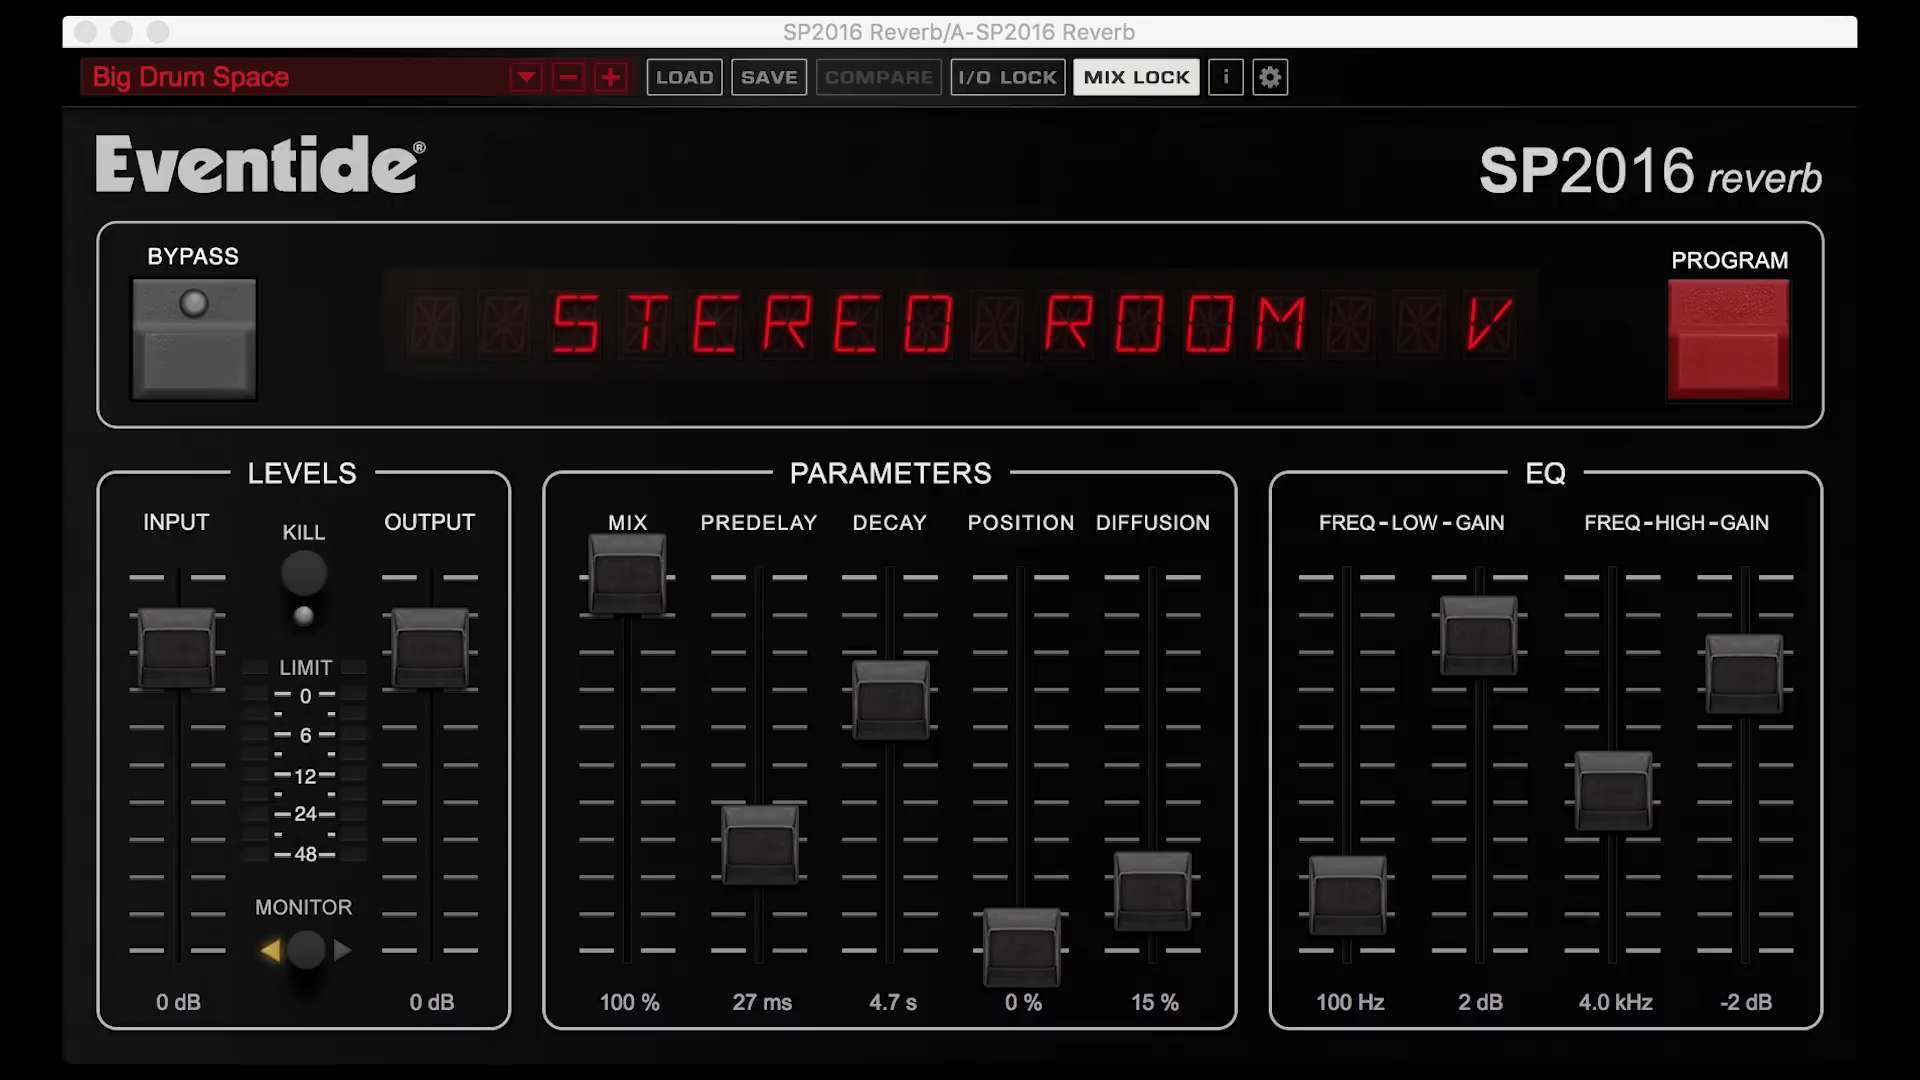 SP2016 Reverb/A-SP2016 Reverb
Big Drum Space LOAD SAVE COMPARE I/O LOCK MIX LOCK i
Eventide®
SP2016 reverb
BYPASS
STEREO ROOM V
PROGRAM
LEVELS
INPUT KILL OUTPUT
LIMIT
0
6
12
24
48
MONITOR
0 dB 0 dB
PARAMETERS
MIX PREDELAY DECAY POSITION DIFFUSION
100 % 27 ms 4.7 s 0 % 15 %
EQ
FREQ-LOW-GAIN FREQ-HIGH-GAIN
100 Hz 2 dB 4.0 kHz -2 dB